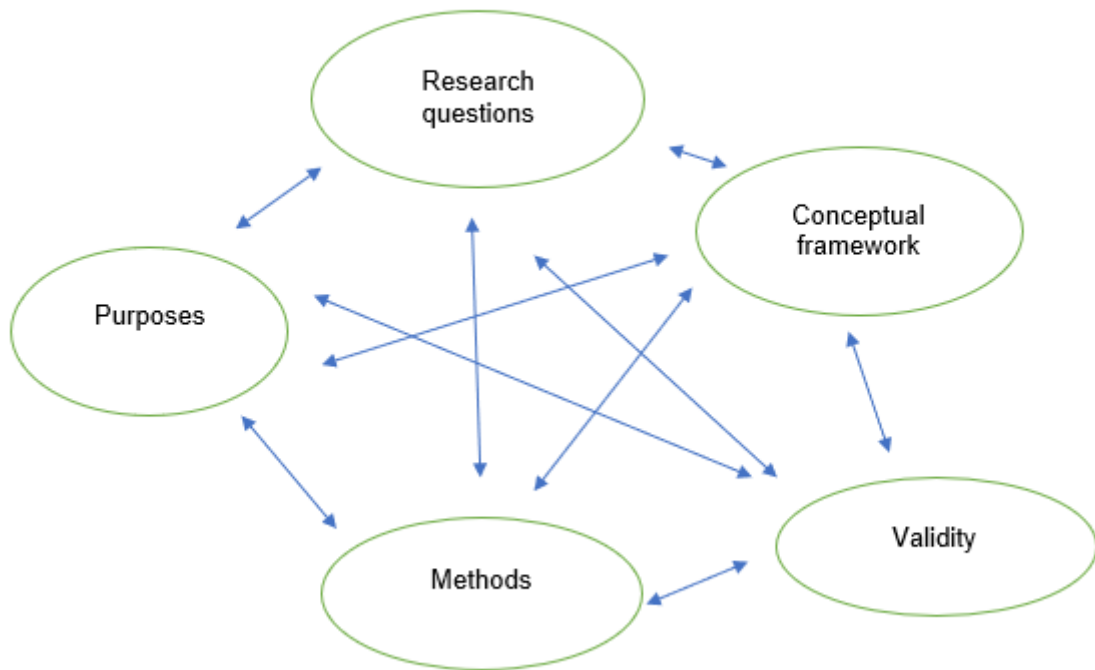 Research
questions
Conceptual
framework
Purposes
Validity
Methods